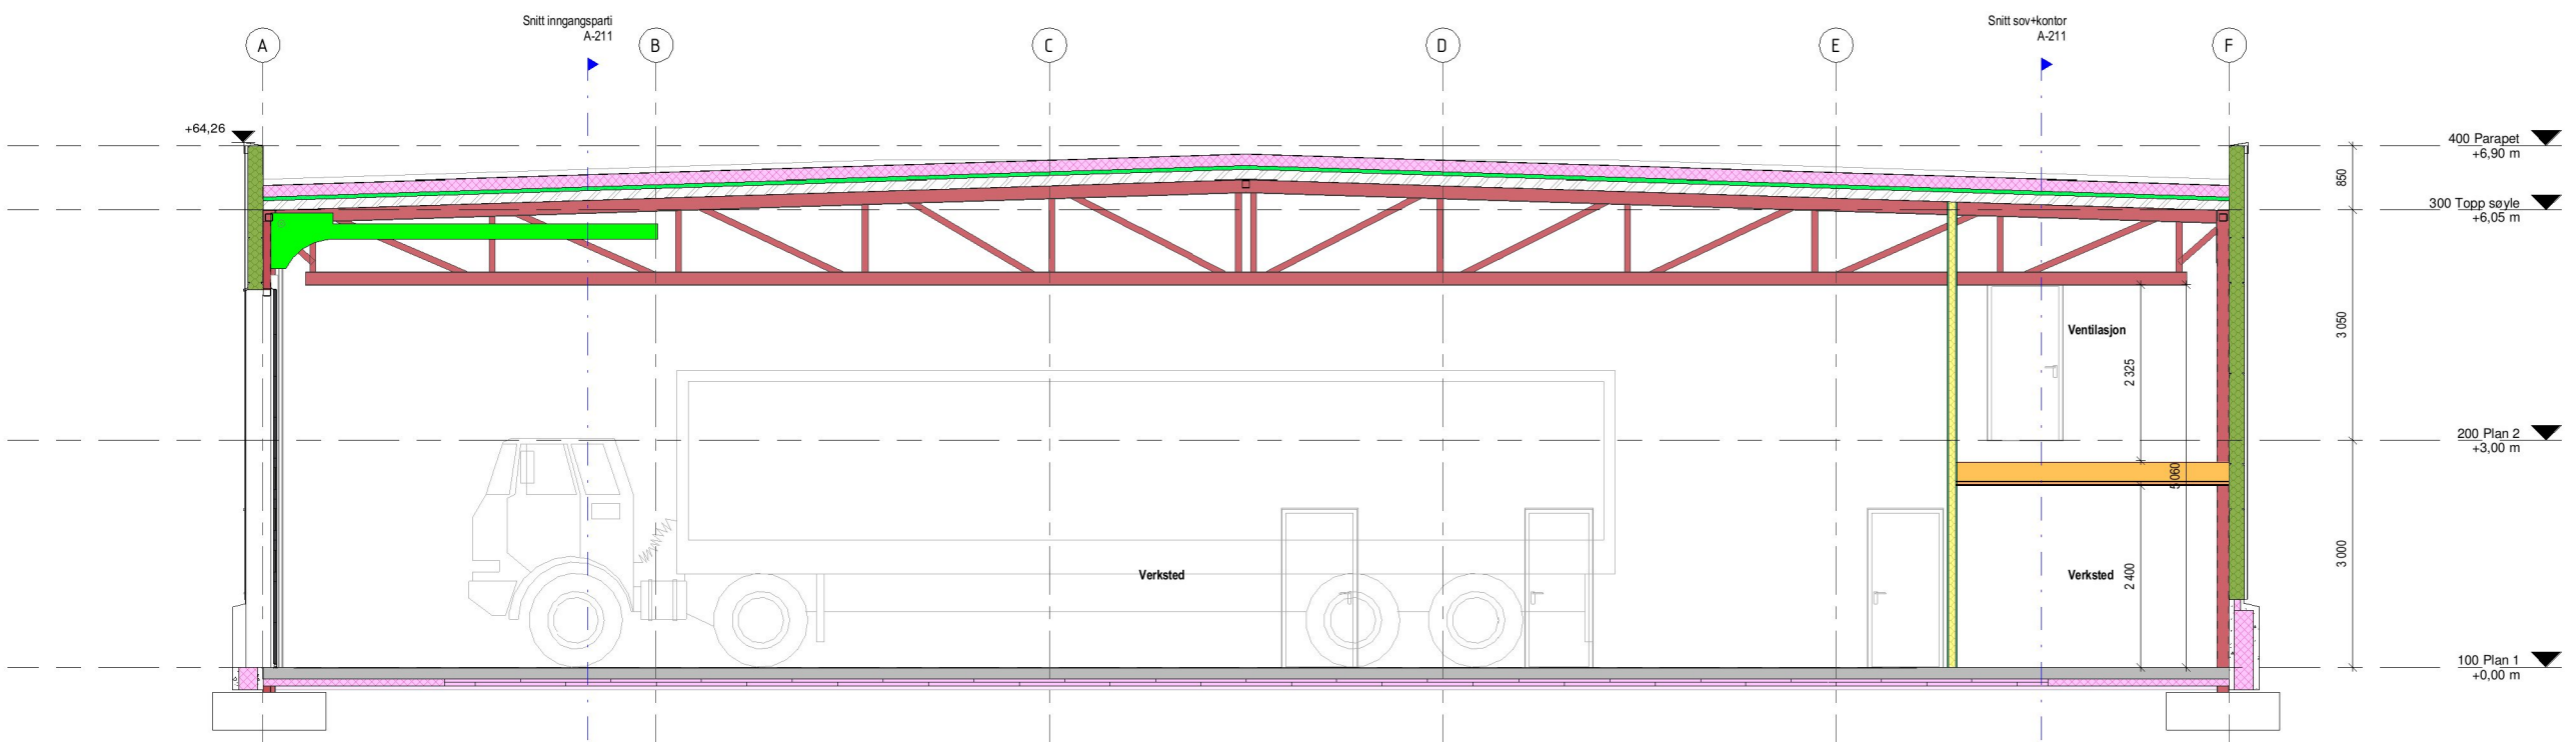 Snitt inngangsparti
A-211
Snitt sov+kontor
A-211
A
B
C
D
E
F
+64,26
400 Parapet
+6,90 m
850
300 Topp søyle
+6,05 m
3 050
Ventilasjon
2 325
200 Plan 2
+3,00 m
5 060
3 000
Verksted
Verksted
2 400
100 Plan 1
+0,00 m